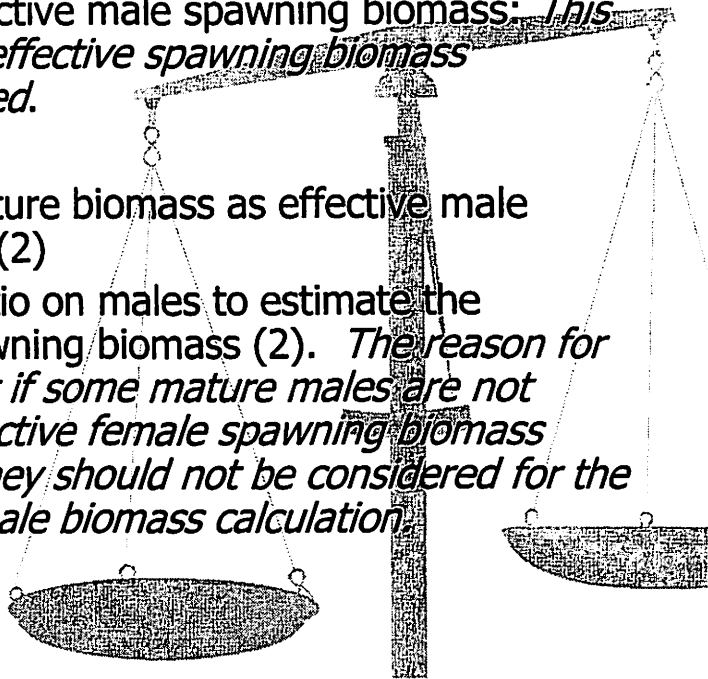 ctive male spawning biomass: This
effective spawning biomass
ed.
ture biomass as effective male
(2)
tio on males to estimate the
wning biomass (2). The reason for
if some mature males are not
ctive female spawning biomass
ey should not be considered for the
ale biomass calculation.